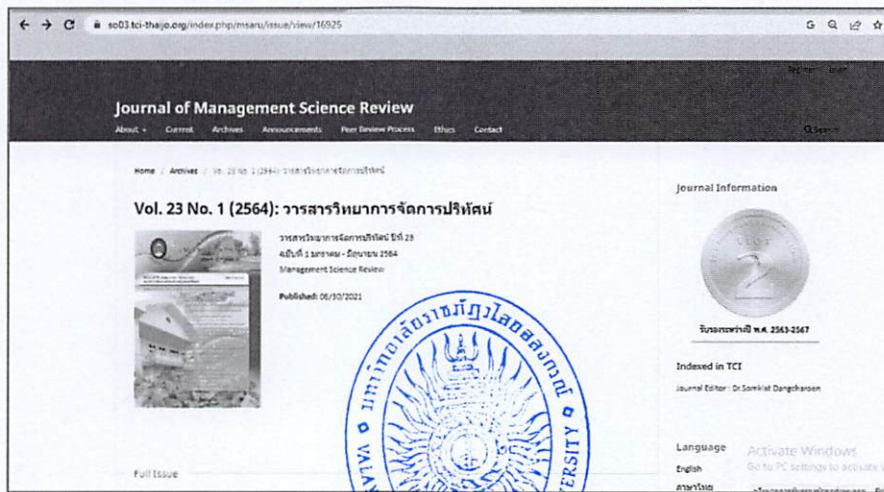 so03.tci-thaijo.org/index.php/msaru/issue/view/16925
Journal of Management Science Review
About Current Archives Announcements Peer Review Process Ethics Contact
Home / Archives / Vol. 23 No. 1 (2564): วารสารวิทยาการจัดการปริทัศน์
Vol. 23 No. 1 (2564): วารสารวิทยาการจัดการปริทัศน์
วารสารวิทยาการจัดการปริทัศน์ ปีที่ 23
ฉบับที่ 1 มกราคม - มิถุนายน 2564
Management Science Review
Published: 06/30/2021
Full Issue
Journal Information
2
รับรองระหว่างปี พ.ศ. 2563-2567
Indexed in TCI
Journal Editor : Dr.Somkiat Dangcharoen
Language
English
ภาษาไทย
Activate Windows
Go to PC settings to activate
มหาวิทยาลัยราชภัฏวไลยอลงกรณ์